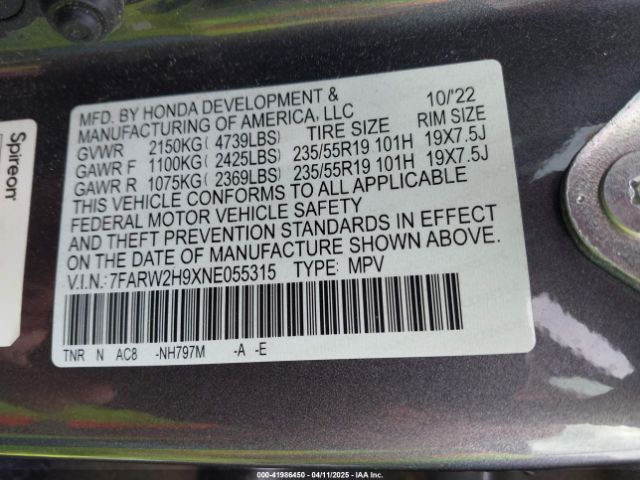 MFD. BY HONDA DEVELOPMENT &
MANUFACTURING OF AMERICA, LLC 10/'22
GVWR 2150KG( 4739LBS) TIRE SIZE RIM SIZE
GAWR F 1100KG( 2425LBS) 235/55R19 101H 19X7.5J
GAWR R 1075KG( 2369LBS) 235/55R19 101H 19X7.5J
THIS VEHICLE CONFORMS TO ALL APPLICABLE
FEDERAL MOTOR VEHICLE SAFETY
AND THEFT PREVENTION STANDARDS IN EFFECT
ON THE DATE OF MANUFACTURE SHOWN ABOVE.
V.I.N.:7FARW2H9XNE055315 TYPE: MPV
TNR N AC8 -NH797M -A -E
Spireon
000-41986450 - 04/11/2025 - IAA Inc.